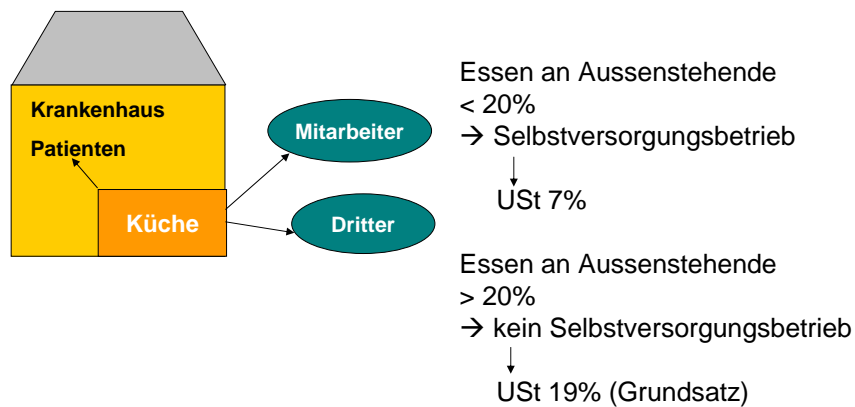 Krankenhaus
Patienten
Küche
Mitarbeiter
Dritter
Essen an Aussenstehende
< 20%
→ Selbstversorgungsbetrieb
USt 7%
Essen an Aussenstehende
> 20%
→ kein Selbstversorgungsbetrieb
USt 19% (Grundsatz)